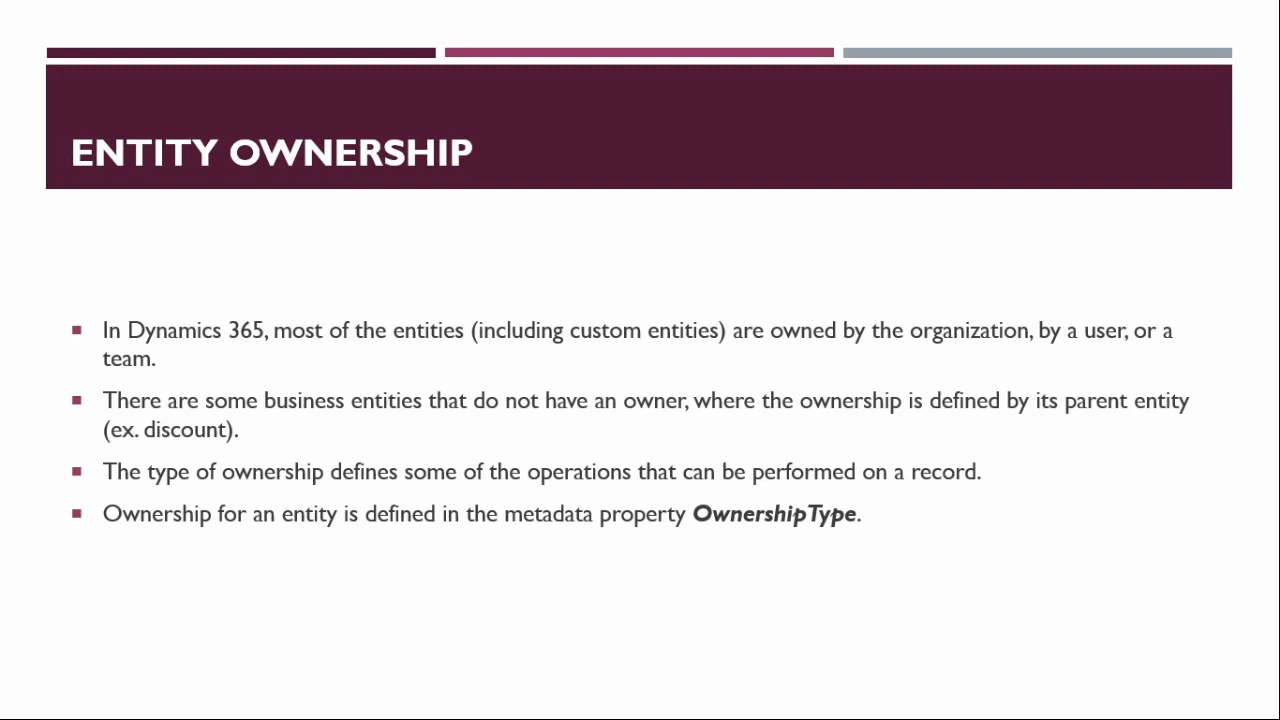 ENTITY OWNERSHIP
In Dynamics 365, most of the entities (including custom entities) are owned by the organization, by a user, or a
team.
There are some business entities that do not have an owner, where the ownership is defined by its parent entity
(ex. discount).
The type of ownership defines some of the operations that can be performed on a record.
Ownership for an entity is defined in the metadata property OwnershipType.